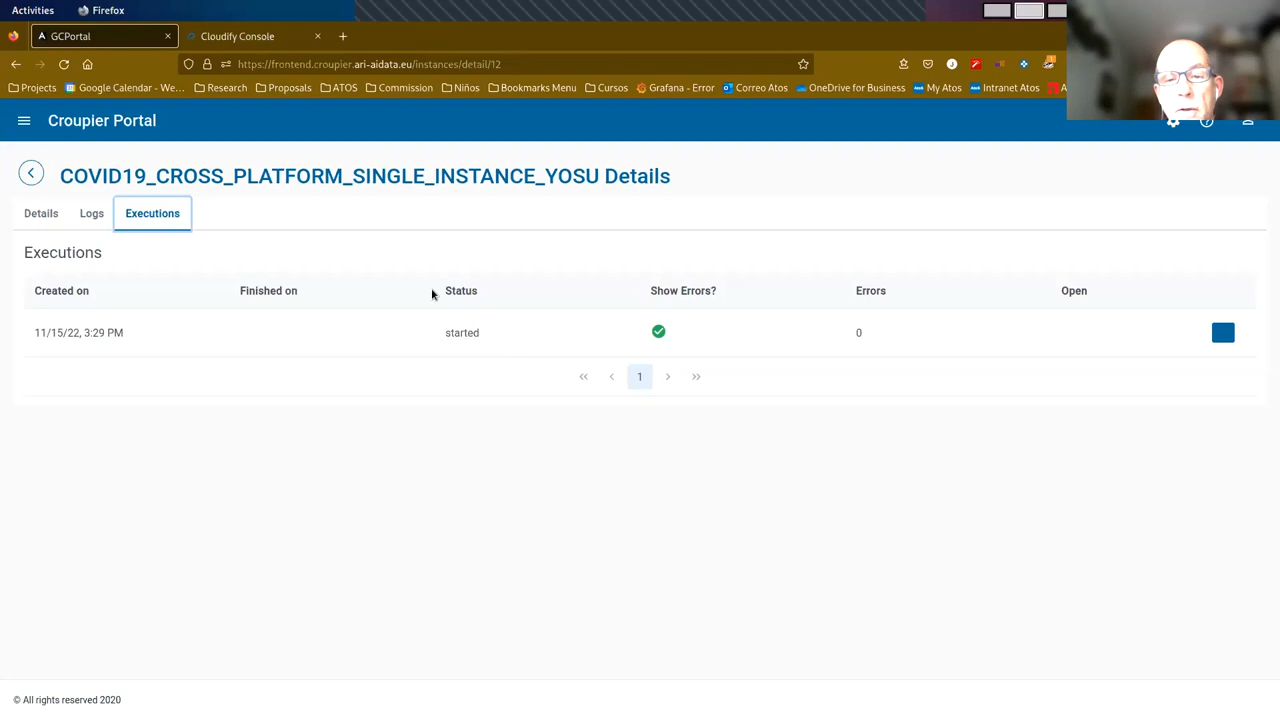 Activities Firefox
GCPortal Cloudify Console
https://frontend.croupier.ari-aidata.eu/instances/detail/12
Projects Google Calendar - We… Research Proposals ATOS Commission Niños Bookmarks Menu Cursos Grafana - Error Correo Atos OneDrive for Business My Atos Intranet Atos A
Croupier Portal
COVID19_CROSS_PLATFORM_SINGLE_INSTANCE_YOSU Details
Details Logs Executions
Executions
Created on Finished on Status Show Errors? Errors Open
11/15/22, 3:29 PM started 0
1
© All rights reserved 2020